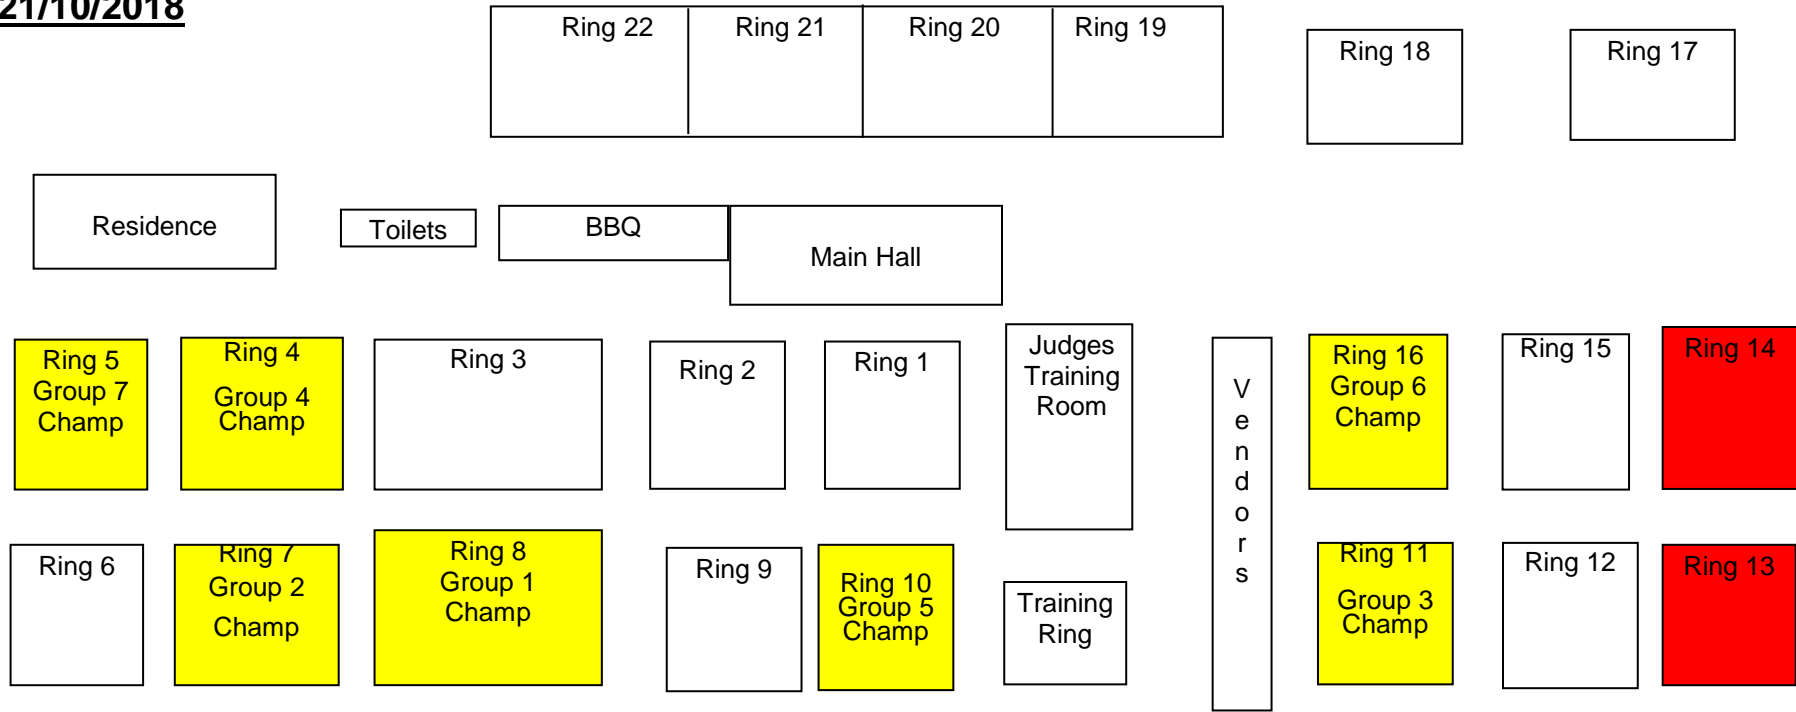 21/10/2018
Ring 22
Ring 21
Ring 20
Ring 19
Ring 18
Ring 17
Residence
Toilets
BBQ
Main Hall
Ring 5
Group 7
Champ
Ring 4
Group 4
Champ
Ring 3
Ring 2
Ring 1
Judges
Training
Room
Vendors
Ring 16
Group 6
Champ
Ring 15
Ring 14
Ring 6
Ring 7
Group 2
Champ
Ring 8
Group 1
Champ
Ring 9
Ring 10
Group 5
Champ
Training
Ring
Ring 11
Group 3
Champ
Ring 12
Ring 13